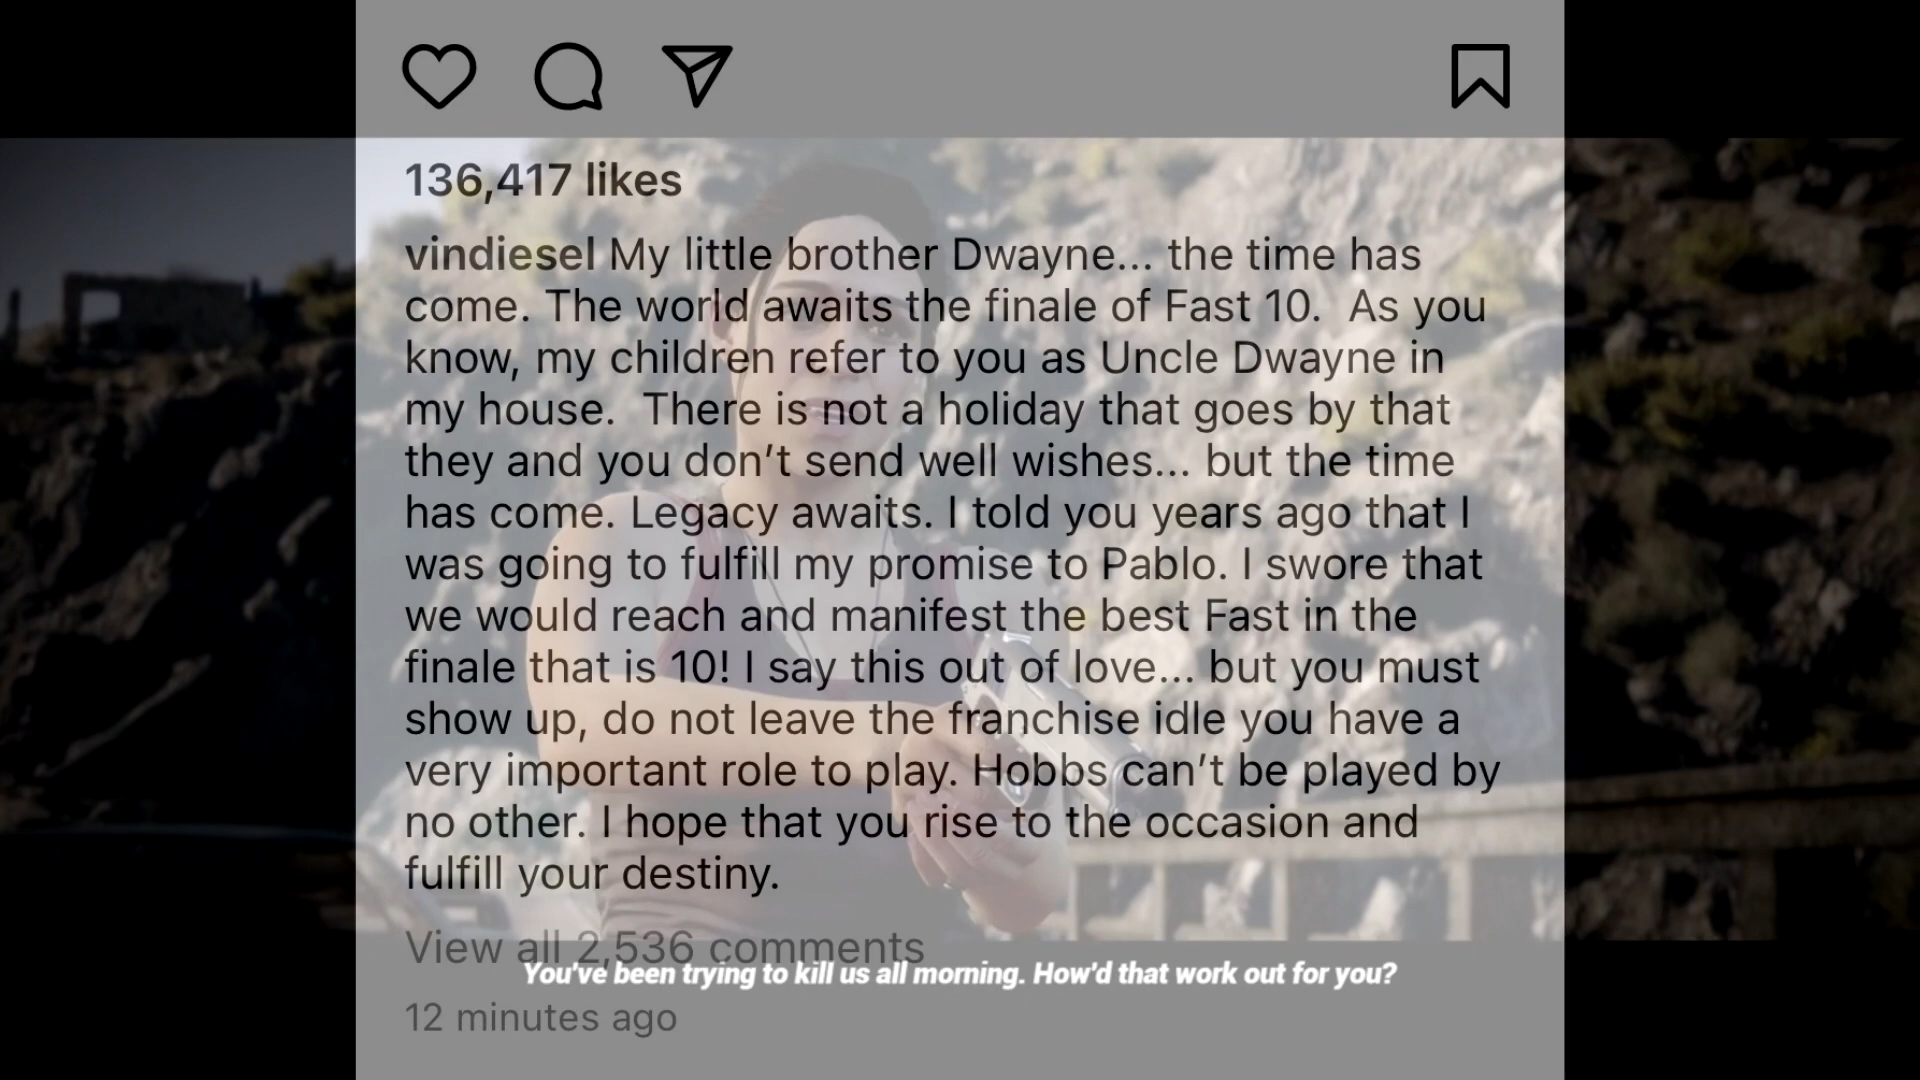 136,417 likes
vindiesel My little brother Dwayne... the time has
come. The world awaits the finale of Fast 10.  As you
know, my children refer to you as Uncle Dwayne in
my house.  There is not a holiday that goes by that
they and you don’t send well wishes... but the time
has come. Legacy awaits. I told you years ago that I
was going to fulfill my promise to Pablo. I swore that
we would reach and manifest the best Fast in the
finale that is 10! I say this out of love... but you must
show up, do not leave the franchise idle you have a
very important role to play. Hobbs can’t be played by
no other. I hope that you rise to the occasion and
fulfill your destiny.
View all 2,536 comments
You've been trying to kill us all morning. How'd that work out for you?
12 minutes ago